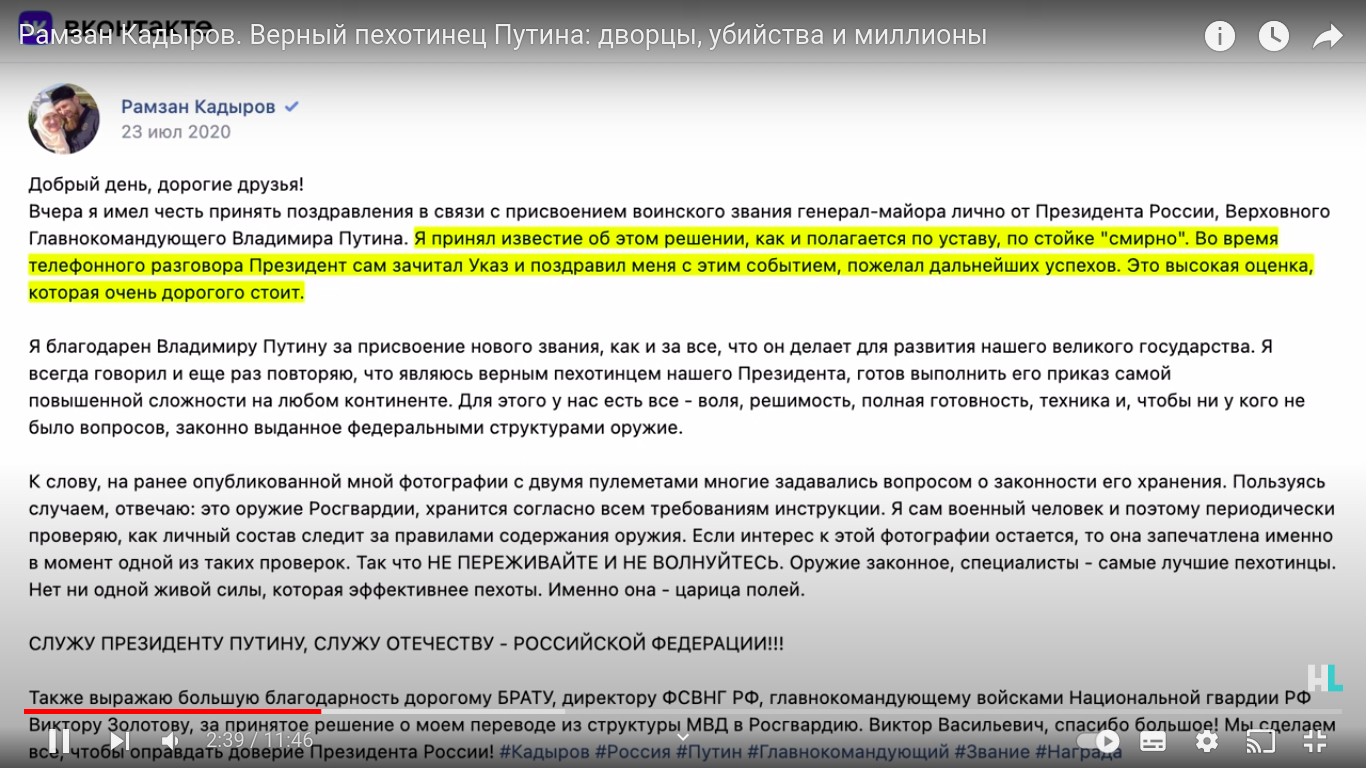 вконтакте
Рамзан Кадыров. Верный пехотинец Путина: дворцы, убийства и миллионы
Рамзан Кадыров
23 июл 2020
Добрый день, дорогие друзья!
Вчера я имел честь принять поздравления в связи с присвоением воинского звания генерал-майора лично от Президента России, Верховного
Главнокомандующего Владимира Путина. Я принял известие об этом решении, как и полагается по уставу, по стойке "смирно". Во время
телефонного разговора Президент сам зачитал Указ и поздравил меня с этим событием, пожелал дальнейших успехов. Это высокая оценка,
которая очень дорогого стоит.
Я благодарен Владимиру Путину за присвоение нового звания, как и за все, что он делает для развития нашего великого государства. Я
всегда говорил и еще раз повторяю, что являюсь верным пехотинцем нашего Президента, готов выполнить его приказ самой
повышенной сложности на любом континенте. Для этого у нас есть все - воля, решимость, полная готовность, техника и, чтобы ни у кого не
было вопросов, законно выданное федеральными структурами оружие.
К слову, на ранее опубликованной мной фотографии с двумя пулеметами многие задавались вопросом о законности его хранения. Пользуясь
случаем, отвечаю: это оружие Росгвардии, хранится согласно всем требованиям инструкции. Я сам военный человек и поэтому периодически
проверяю, как личный состав следит за правилами содержания оружия. Если интерес к этой фотографии остается, то она запечатлена именно
в момент одной из таких проверок. Так что НЕ ПЕРЕЖИВАЙТЕ И НЕ ВОЛНУЙТЕСЬ. Оружие законное, специалисты - самые лучшие пехотинцы.
Нет ни одной живой силы, которая эффективнее пехоты. Именно она - царица полей.
СЛУЖУ ПРЕЗИДЕНТУ ПУТИНУ, СЛУЖУ ОТЕЧЕСТВУ - РОССИЙСКОЙ ФЕДЕРАЦИИ!!!
HL
Также выражаю большую благодарность дорогому БРАТУ, директору ФСВНГ РФ, главнокомандующему войсками Национальной гвардии РФ
Виктору Золотову, за принятое решение о моем переводе из структуры МВД в Росгвардию. Виктор Васильевич, спасибо большое! Мы сделаем
все, чтобы оправдать доверие Президента России! #Кадыров #Россия #Путин #Главнокомандующий #Звание #Награда
2:39 / 11:46